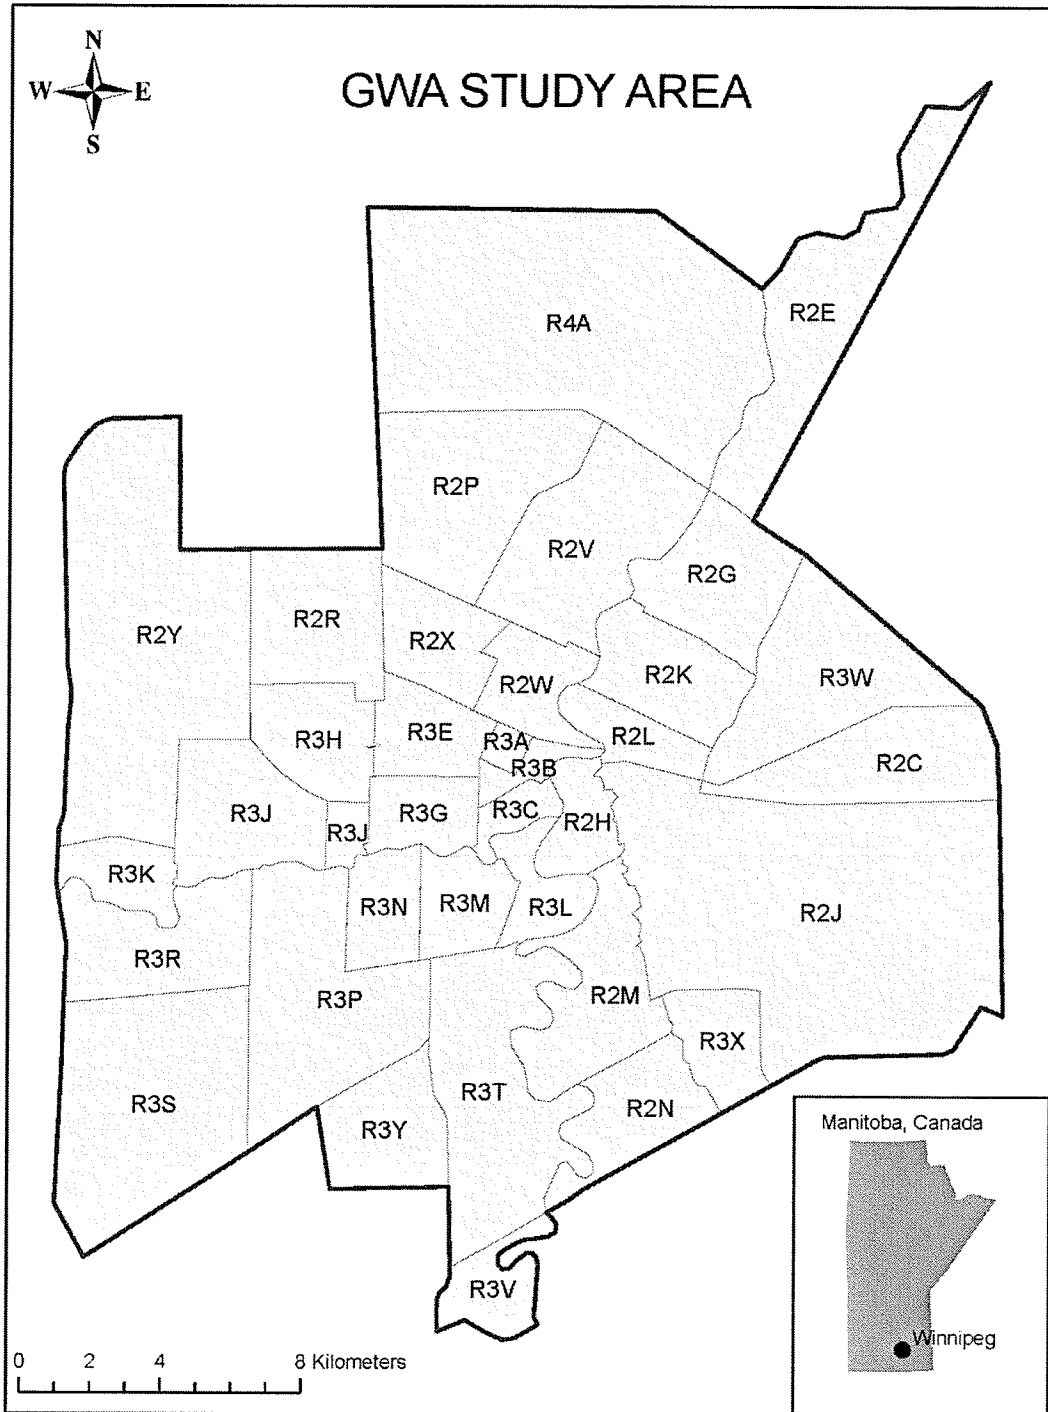 N
W E
S
GWA STUDY AREA
R4A
R2E
R2P
R2V
R2G
R2Y
R2R
R2X
R2W
R2K
R3W
R3H
R3E
R3A
R2L
R2C
R3B
R3J
R3J
R3G
R3C
R2H
R3K
R3N
R3M
R3L
R2J
R3R
R3P
R2M
R3X
R3S
R3T
R3Y
R2N
R3V
Manitoba, Canada
Winnipeg
0 2 4 8 Kilometers